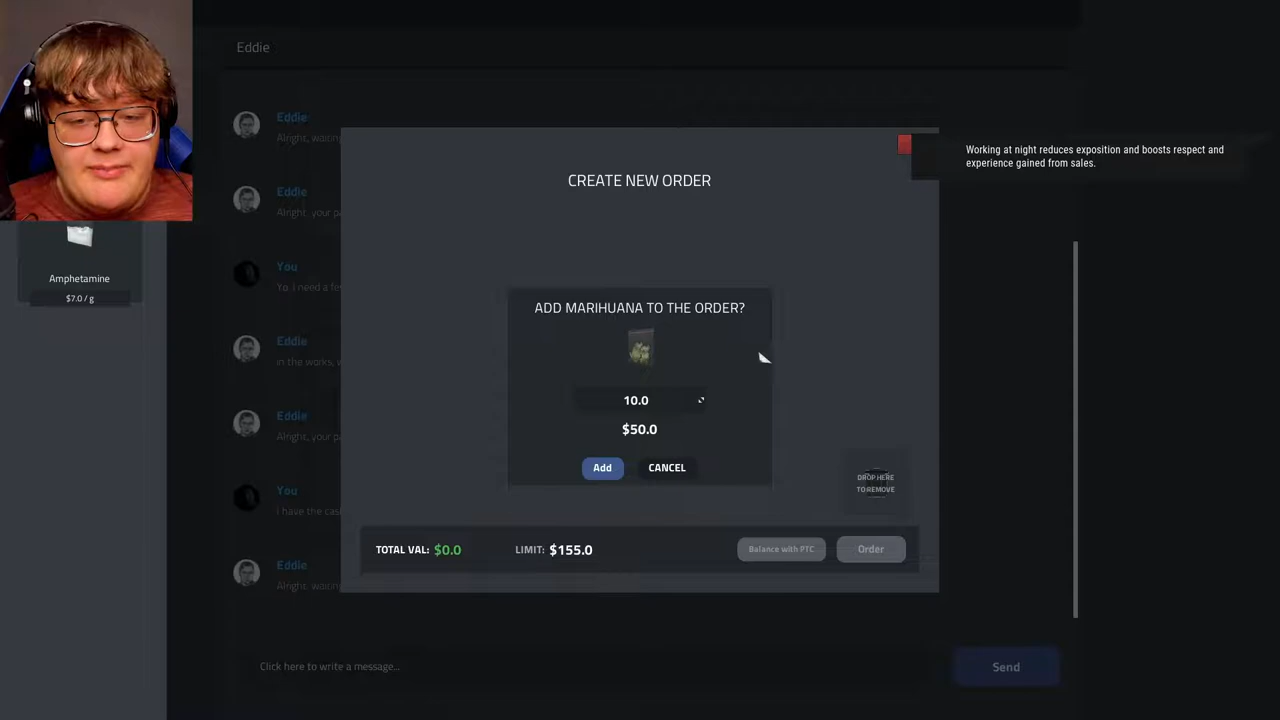 Eddie
Eddie
Alright, waiting
Working at night reduces exposition and boosts respect and
experience gained from sales.
CREATE NEW ORDER
Eddie
Alright, your pa
Amphetamine
$7.0 / g
You
Yo. I need a fe
ADD MARIHUANA TO THE ORDER?
Eddie
in the works, w
10.0
$50.0
Eddie
Alright, your pa
Add
CANCEL
DROP HERE
TO REMOVE
You
I have the cas
TOTAL VAL: $0.0
LIMIT: $155.0
Balance with PTC
Order
Eddie
Alright, waiting
Click here to write a message...
Send